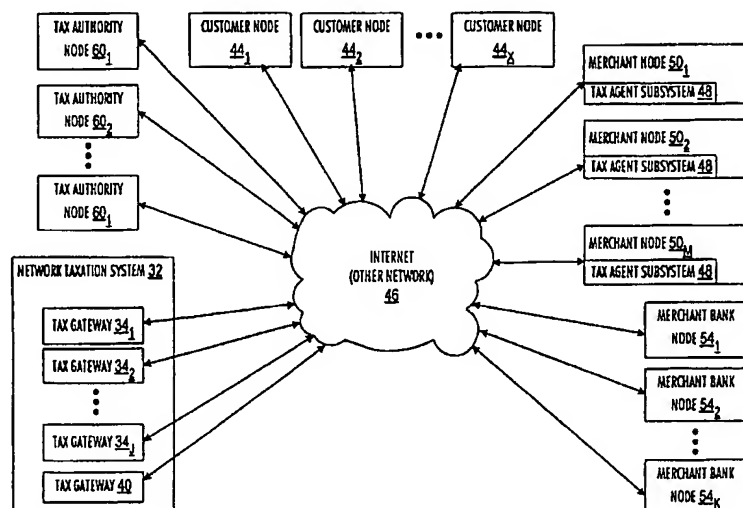 TAX AUTHORITY
NODE 60₁
TAX AUTHORITY
NODE 60₂
TAX AUTHORITY
NODE 60₁
CUSTOMER NODE
44₁
CUSTOMER NODE
44₂
CUSTOMER NODE
44ₓ
MERCHANT NODE 50₁
TAX AGENT SUBSYSTEM 48
MERCHANT NODE 50₂
TAX AGENT SUBSYSTEM 48
MERCHANT NODE 50M
TAX AGENT SUBSYSTEM 48
INTERNET
(OTHER NETWORK)
46
NETWORK TAXATION SYSTEM 32
TAX GATEWAY 34₁
TAX GATEWAY 34₂
TAX GATEWAY 34J
TAX GATEWAY 40
MERCHANT BANK
NODE 54₁
MERCHANT BANK
NODE 54₂
MERCHANT BANK
NODE 54K